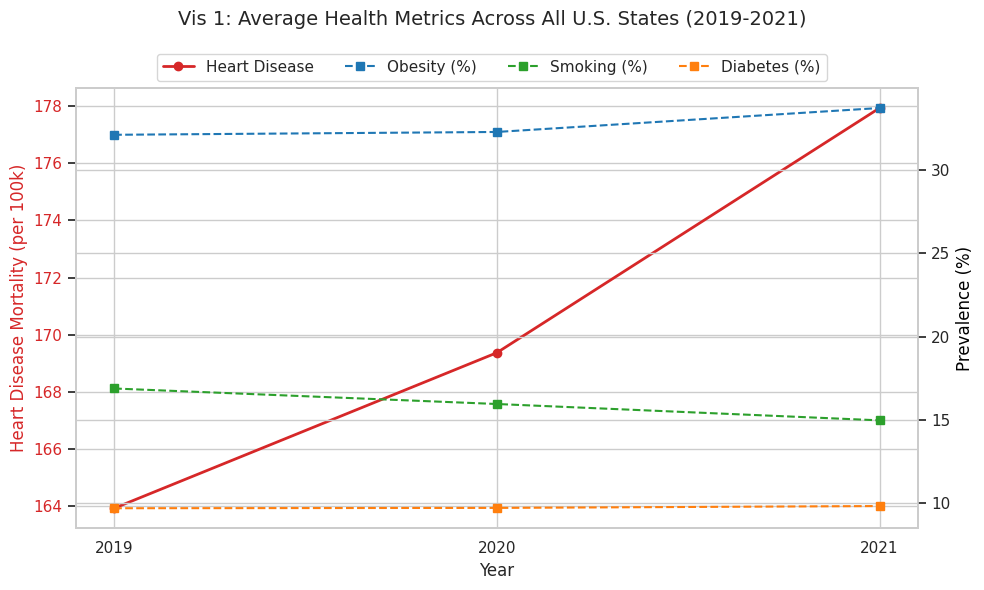 Vis 1: Average Health Metrics Across All U.S. States (2019-2021)
Heart Disease Obesity (%) Smoking (%) Diabetes (%)
Heart Disease Mortality (per 100k)
178
176
174
172
170
168
166
164
30
25
20
15
10
Prevalence (%)
2019 2020 2021
Year